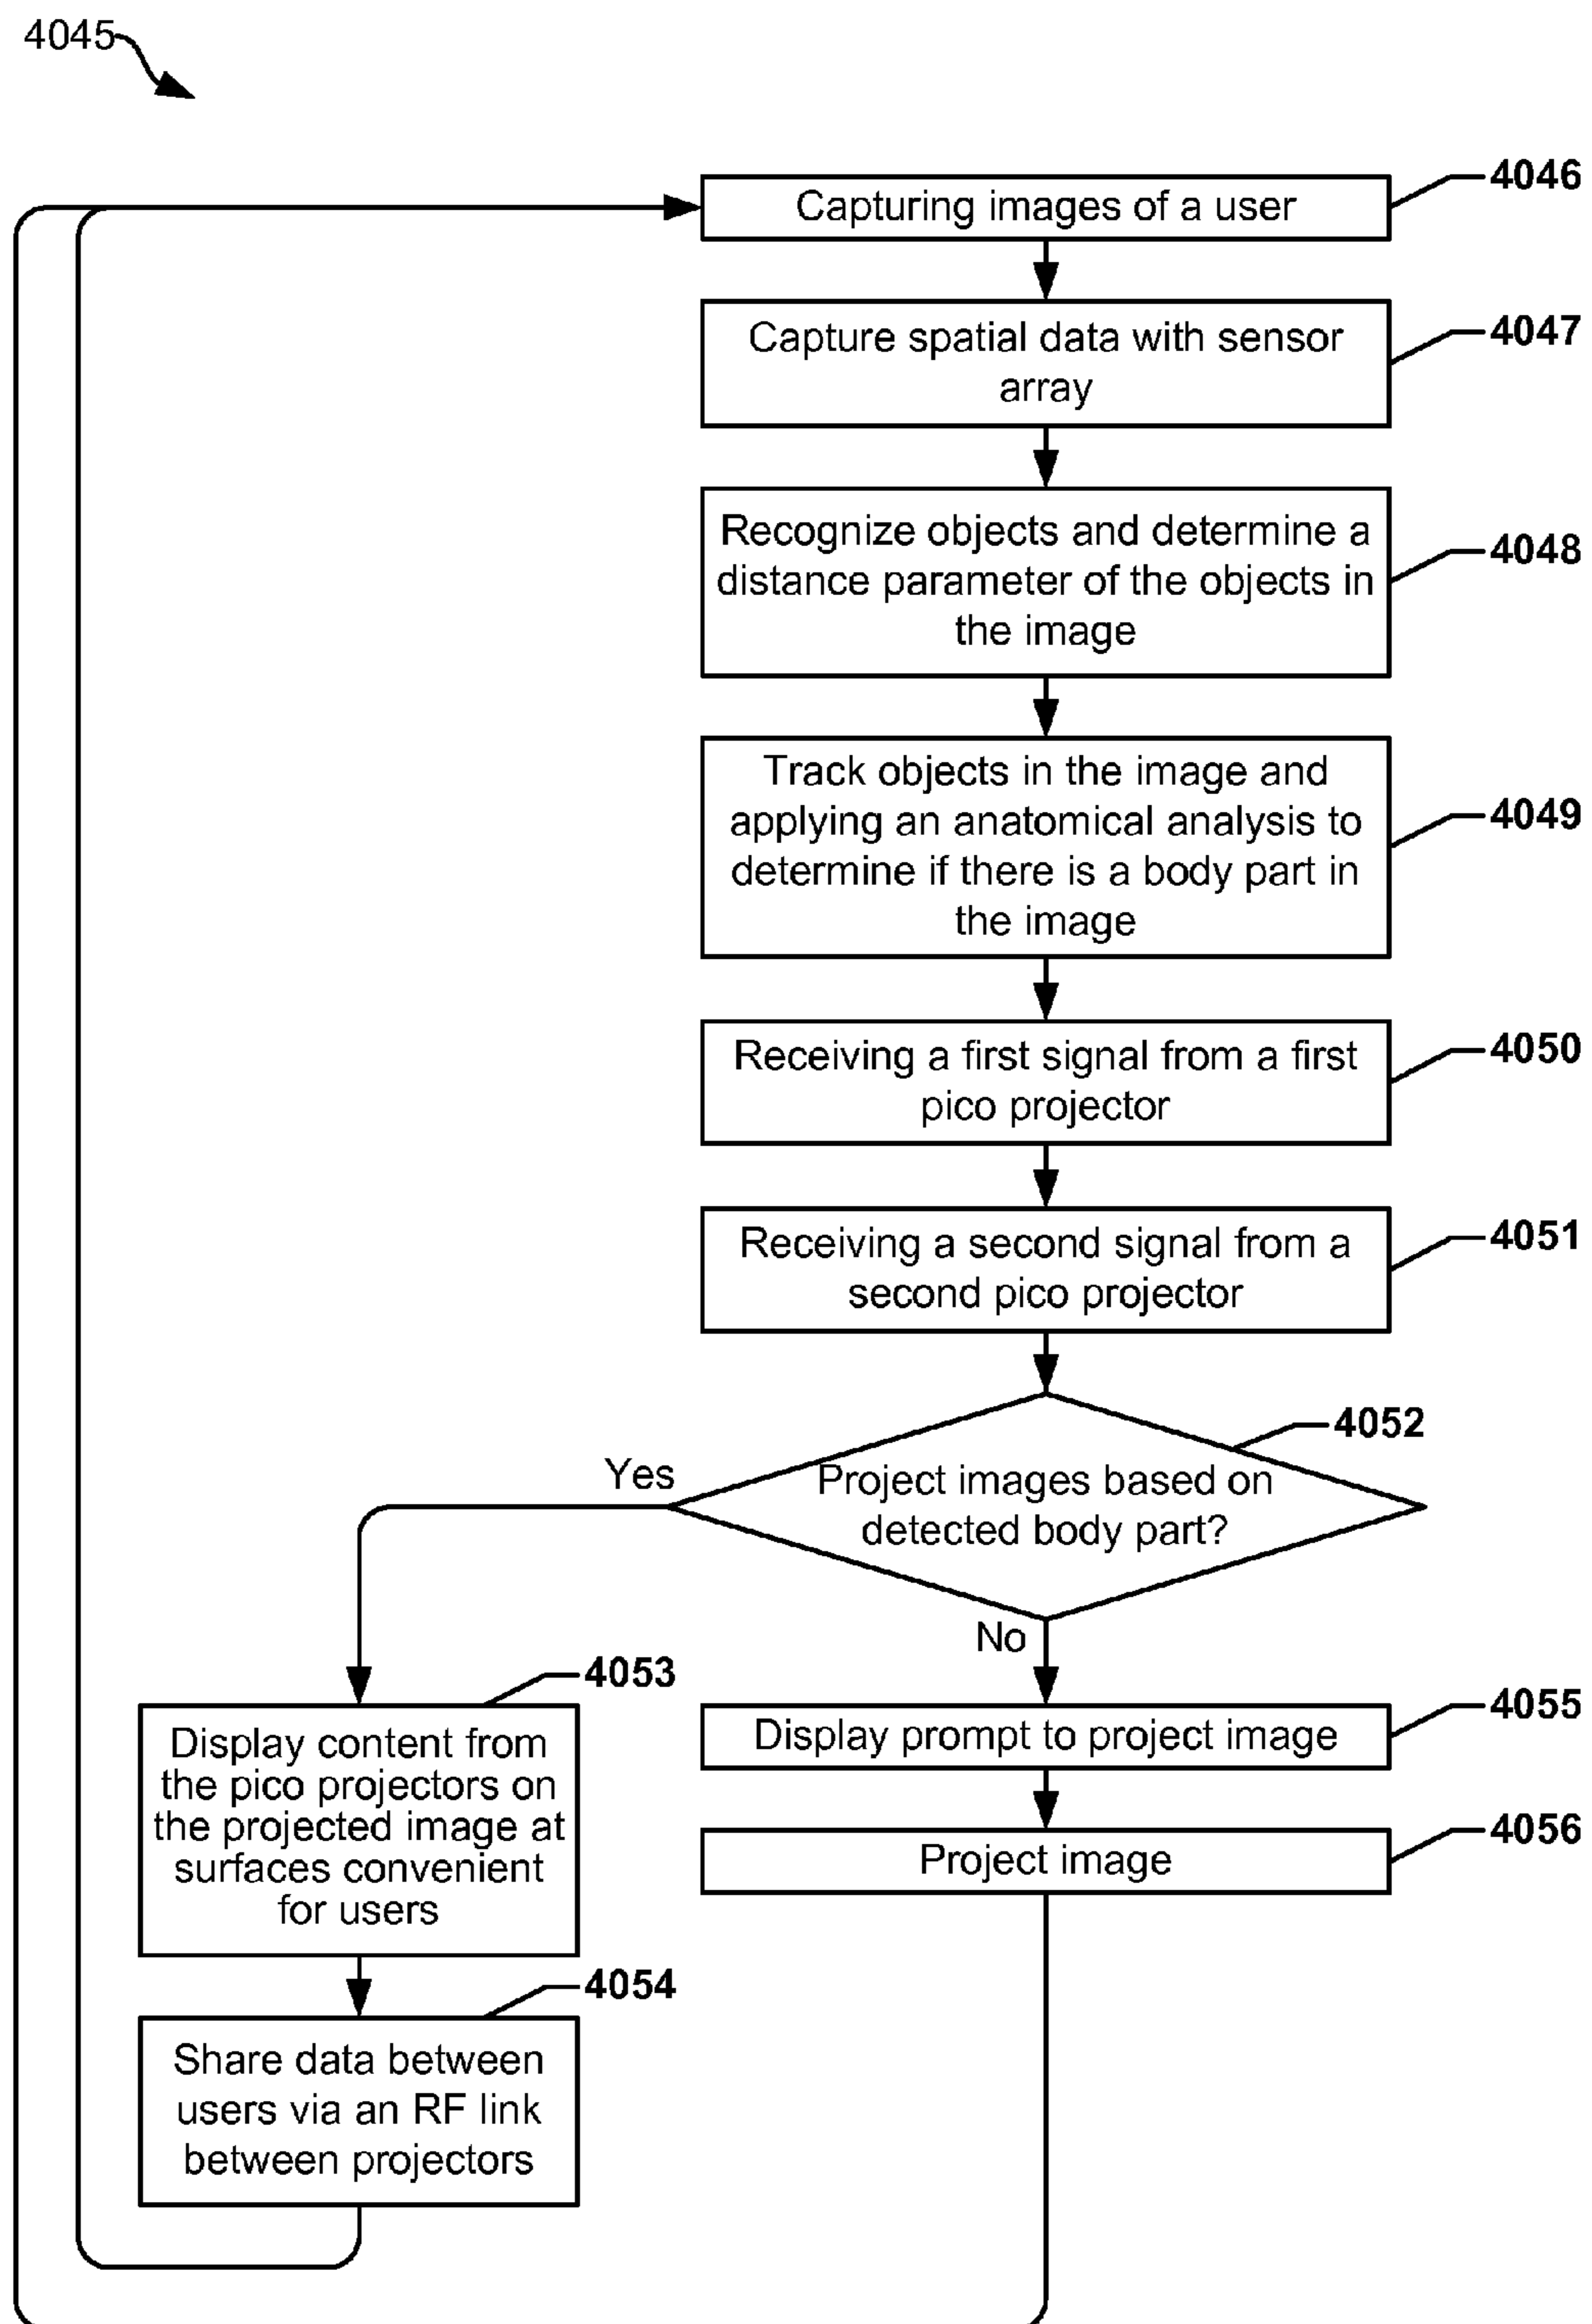 4045
Capturing images of a user
4046
Capture spatial data with sensor
array
4047
Recognize objects and determine a
distance parameter of the objects in
the image
4048
Track objects in the image and
applying an anatomical analysis to
determine if there is a body part in
the image
4049
Receiving a first signal from a first
pico projector
4050
Receiving a second signal from a
second pico projector
4051
4052
Project images based on
detected body part?
Yes
No
4053
Display content from
the pico projectors on
the projected image at
surfaces convenient
for users
4054
Share data between
users via an RF link
between projectors
Display prompt to project image
4055
Project image
4056